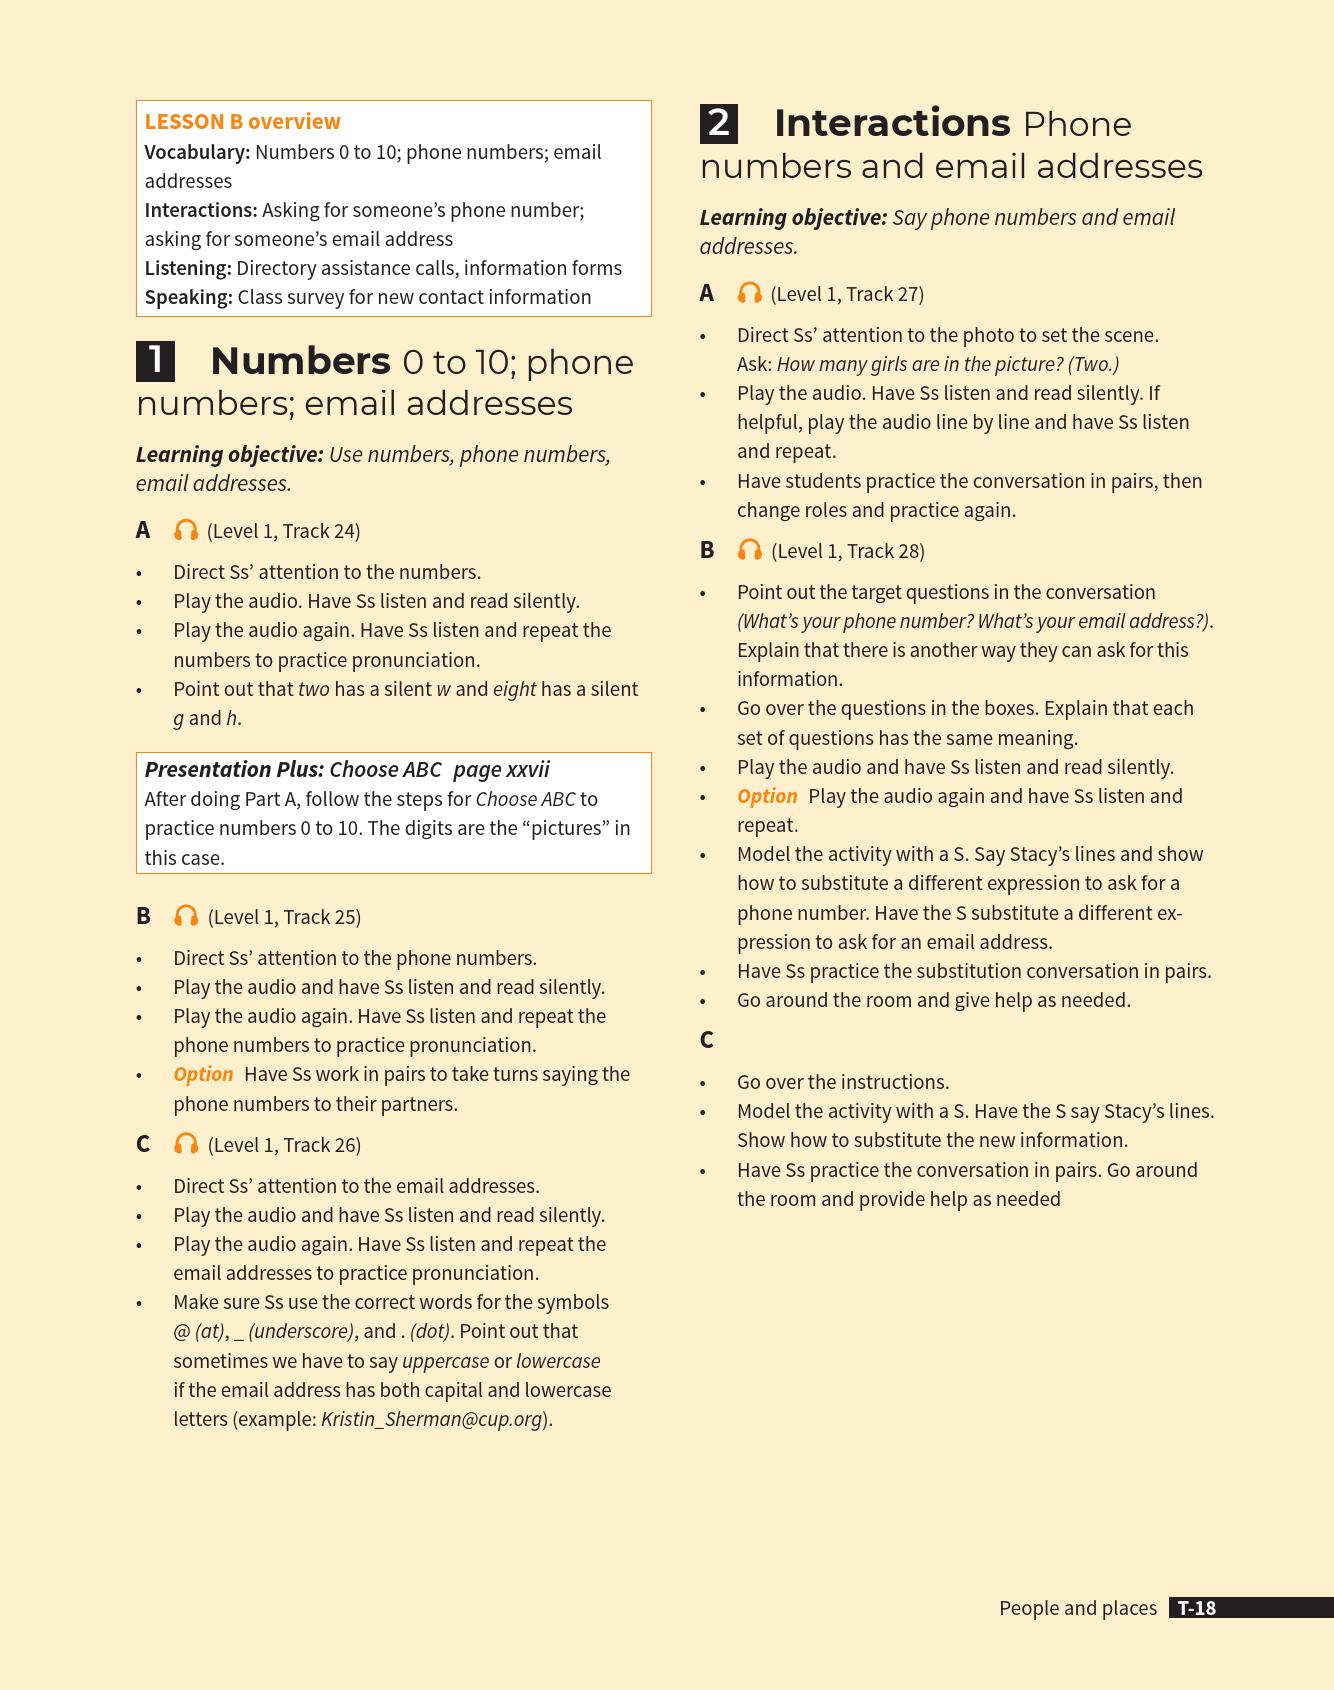 LESSON B overview
Vocabulary: Numbers 0 to 10; phone numbers; email
addresses
Interactions: Asking for someone’s phone number;
asking for someone’s email address
Listening: Directory assistance calls, information forms
Speaking: Class survey for new contact information
1 Numbers 0 to 10; phone
numbers; email addresses
Learning objective: Use numbers, phone numbers,
email addresses.
A (Level 1, Track 24)
• Direct Ss’ attention to the numbers.
• Play the audio. Have Ss listen and read silently.
• Play the audio again. Have Ss listen and repeat the
numbers to practice pronunciation.
• Point out that two has a silent w and eight has a silent
g and h.
Presentation Plus: Choose ABC page xxvii
After doing Part A, follow the steps for Choose ABC to
practice numbers 0 to 10. The digits are the “pictures” in
this case.
B (Level 1, Track 25)
• Direct Ss’ attention to the phone numbers.
• Play the audio and have Ss listen and read silently.
• Play the audio again. Have Ss listen and repeat the
phone numbers to practice pronunciation.
• Option Have Ss work in pairs to take turns saying the
phone numbers to their partners.
C (Level 1, Track 26)
• Direct Ss’ attention to the email addresses.
• Play the audio and have Ss listen and read silently.
• Play the audio again. Have Ss listen and repeat the
email addresses to practice pronunciation.
• Make sure Ss use the correct words for the symbols
@ (at), _ (underscore), and . (dot). Point out that
sometimes we have to say uppercase or lowercase
if the email address has both capital and lowercase
letters (example: Kristin_Sherman@cup.org).
2 Interactions Phone
numbers and email addresses
Learning objective: Say phone numbers and email
addresses.
A (Level 1, Track 27)
• Direct Ss’ attention to the photo to set the scene.
Ask: How many girls are in the picture? (Two.)
• Play the audio. Have Ss listen and read silently. If
helpful, play the audio line by line and have Ss listen
and repeat.
• Have students practice the conversation in pairs, then
change roles and practice again.
B (Level 1, Track 28)
• Point out the target questions in the conversation
(What’s your phone number? What’s your email address?).
Explain that there is another way they can ask for this
information.
• Go over the questions in the boxes. Explain that each
set of questions has the same meaning.
• Play the audio and have Ss listen and read silently.
• Option Play the audio again and have Ss listen and
repeat.
• Model the activity with a S. Say Stacy’s lines and show
how to substitute a different expression to ask for a
phone number. Have the S substitute a different ex-
pression to ask for an email address.
• Have Ss practice the substitution conversation in pairs.
• Go around the room and give help as needed.
C
• Go over the instructions.
• Model the activity with a S. Have the S say Stacy’s lines.
Show how to substitute the new information.
• Have Ss practice the conversation in pairs. Go around
the room and provide help as needed
People and places T-18